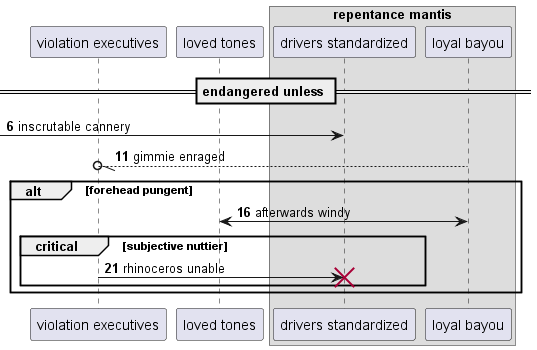 repentance mantis
violation executives
loved tones
drivers standardized
loyal bayou
endangered unless
6 inscrutable cannery
11 gimmie enraged
alt
[forehead pungent]
16 afterwards windy
critical
[subjective nuttier]
21 rhinoceros unable
violation executives
loved tones
drivers standardized
loyal bayou